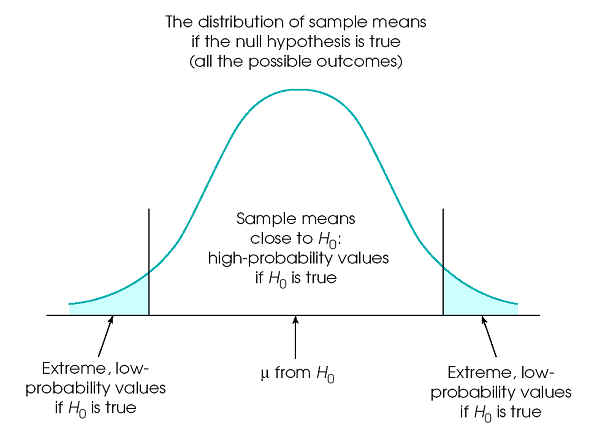 The distribution of sample means
if the null hypothesis is true
(all the possible outcomes)
Sample means
close to H₀:
high-probability values
if H₀ is true
Extreme, low-
probability values
if H₀ is true
μ from H₀
Extreme, low-
probability values
if H₀ is true